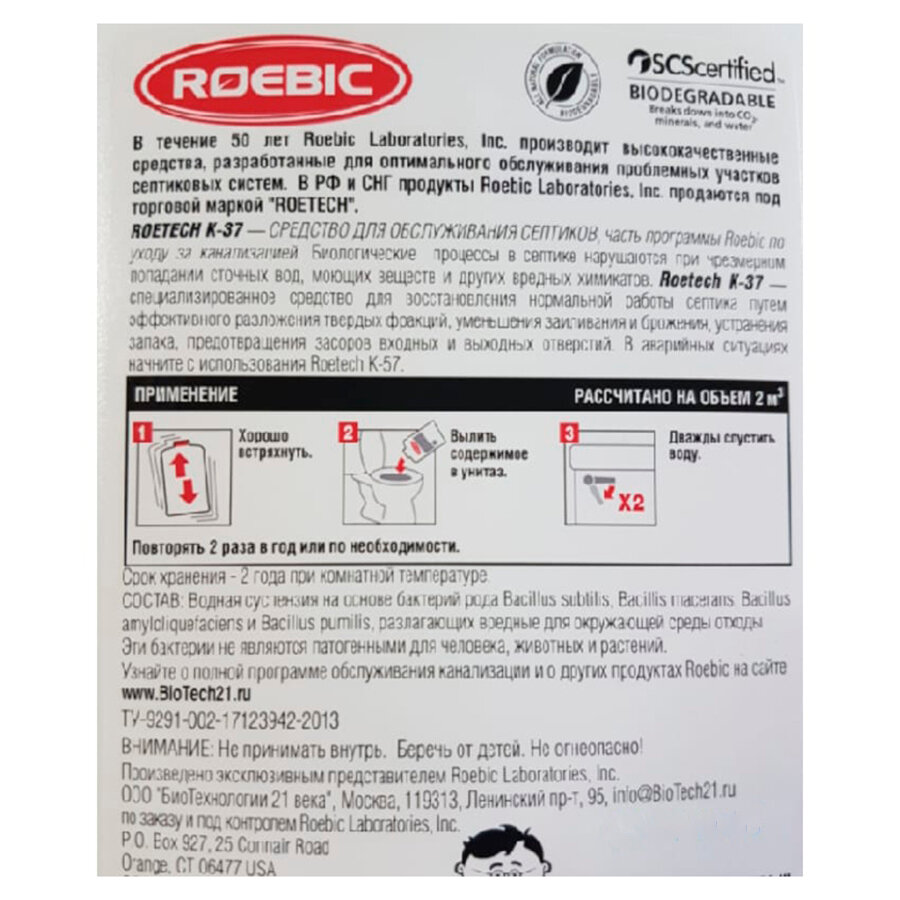 ROEBIC
ALL NATURAL FORMULATION
BIODEGRADABLE
SCScertified™
BIODEGRADABLE
Breaks down into CO2,
minerals, and water
В течение 50 лет Roebic Laboratories, Inc. производит высококачественные
средства, разработанные для оптимального обслуживания проблемных участков
септиковых систем. В РФ и СНГ продукты Roebic Laboratories, Inc. продаются под
торговой маркой "ROETECH".
ROETECH K-37 — СРЕДСТВО ДЛЯ ОБСЛУЖИВАНИЯ СЕПТИКОВ, часть программы Roebic по
уходу за канализацией. Биологические процессы в септике нарушаются при чрезмерном
попадании сточных вод, моющих веществ и других вредных химикатов. Roetech K-37 —
специализированное средство для восстановления нормальной работы септика путем
эффективного разложения твердых фракций, уменьшения заиливания и брожения, устранения
запаха, предотвращения засоров входных и выходных отверстий. В аварийных ситуациях
начните с использования Roetech K-57.
ПРИМЕНЕНИЕ РАССЧИТАНО НА ОБЪЕМ 2 м³
1 Хорошо
встряхнуть.
2 Вылить
содержимое
в унитаз.
3 Дважды спустить
воду.
X2
Повторять 2 раза в год или по необходимости.
Срок хранения - 2 года при комнатной температуре.
СОСТАВ: Водная суспензия на основе бактерий рода Bacillus subtilis, Bacillis macerans, Bacillus
amylcliquefaciens и Bacillus pumilis, разлагающих вредные для окружающей среды отходы
Эти бактерии не являются патогенными для человека, животных и растений.
Узнайте о полной программе обслуживания канализации и о других продуктах Roebic на сайте
www.BioTech21.ru
ТУ-9291-002-17123942-2013
ВНИМАНИЕ: Не принимать внутрь. Беречь от детей. Не огнеопасно!
Произведено эксклюзивным представителем Roebic Laboratories, Inc.
ООО "БиоТехнологии 21 века", Москва, 119313, Ленинский пр-т, 95, info@BioTech21.ru
по заказу и под контролем Roebic Laboratories, Inc.
P.O. Box 927, 25 Connair Road
Orange, CT 06477 USA